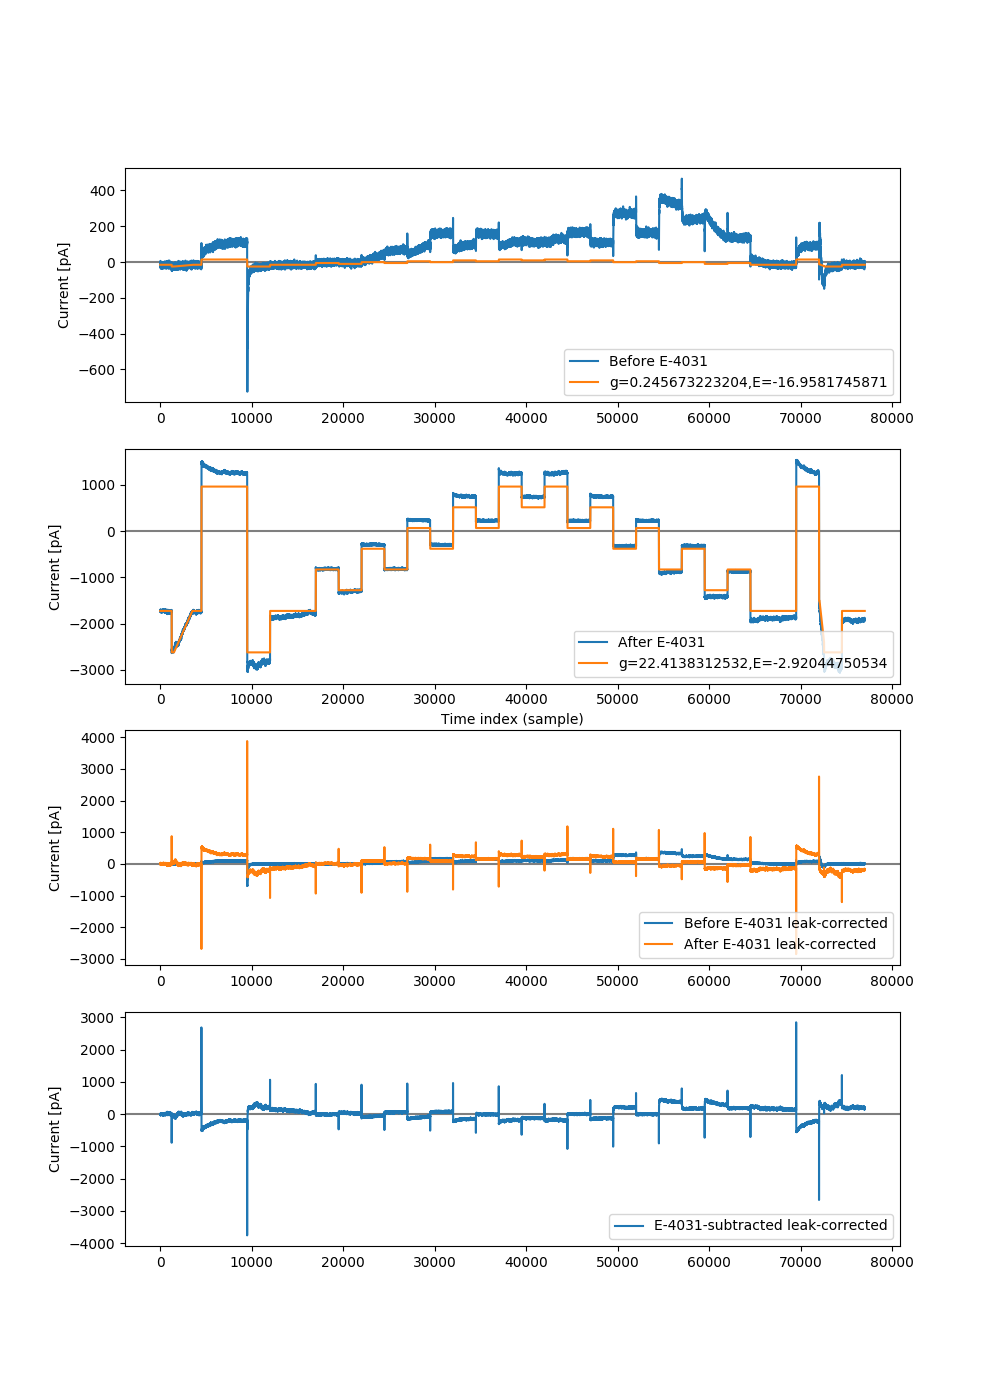 400
200
0
−200
−400
−600
Current [pA]
Before E-4031
g=0.245673223204,E=-16.9581745871
0 10000 20000 30000 40000 50000 60000 70000 80000
1000
0
−1000
−2000
−3000
Current [pA]
After E-4031
g=22.4138312532,E=-2.92044750534
0 10000 20000 30000 40000 50000 60000 70000 80000
Time index (sample)
4000
3000
2000
1000
0
−1000
−2000
−3000
Current [pA]
Before E-4031 leak-corrected
After E-4031 leak-corrected
0 10000 20000 30000 40000 50000 60000 70000 80000
3000
2000
1000
0
−1000
−2000
−3000
−4000
Current [pA]
E-4031-subtracted leak-corrected
0 10000 20000 30000 40000 50000 60000 70000 80000